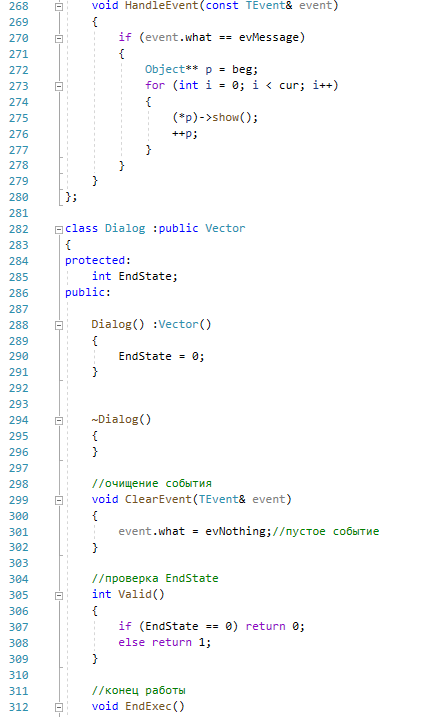 268 void HandleEvent(const TEvent& event)
269 {
270 if (event.what == evMessage)
271 {
272 Object** p = beg;
273 for (int i = 0; i < cur; i++)
274 {
275 (*p)->show();
276 ++p;
277 }
278 }
279 }
280 };
281
282 class Dialog :public Vector
283 {
284 protected:
285 int EndState;
286 public:
287
288 Dialog() :Vector()
289 {
290 EndState = 0;
291 }
292
293
294 ~Dialog()
295 {
296 }
297
298 //очищение события
299 void ClearEvent(TEvent& event)
300 {
301 event.what = evNothing;//пустое событие
302 }
303
304 //проверка EndState
305 int Valid()
306 {
307 if (EndState == 0) return 0;
308 else return 1;
309 }
310
311 //конец работы
312 void EndExec()